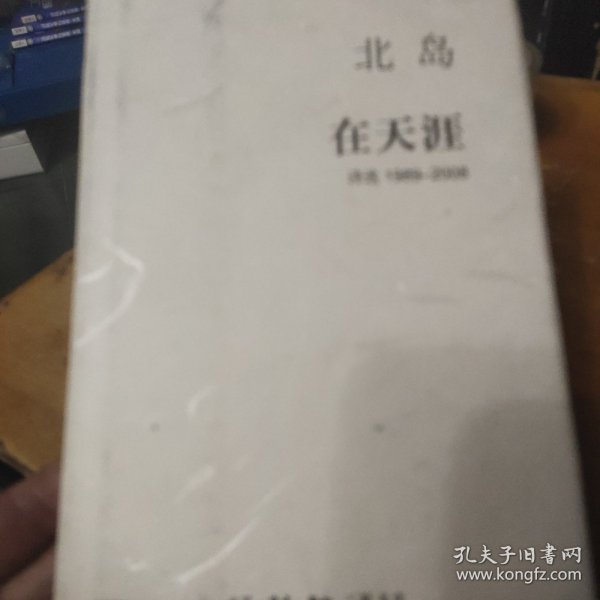 北岛
在天涯
诗选 1989-2008
孔夫子旧书网
www.kongfz.com